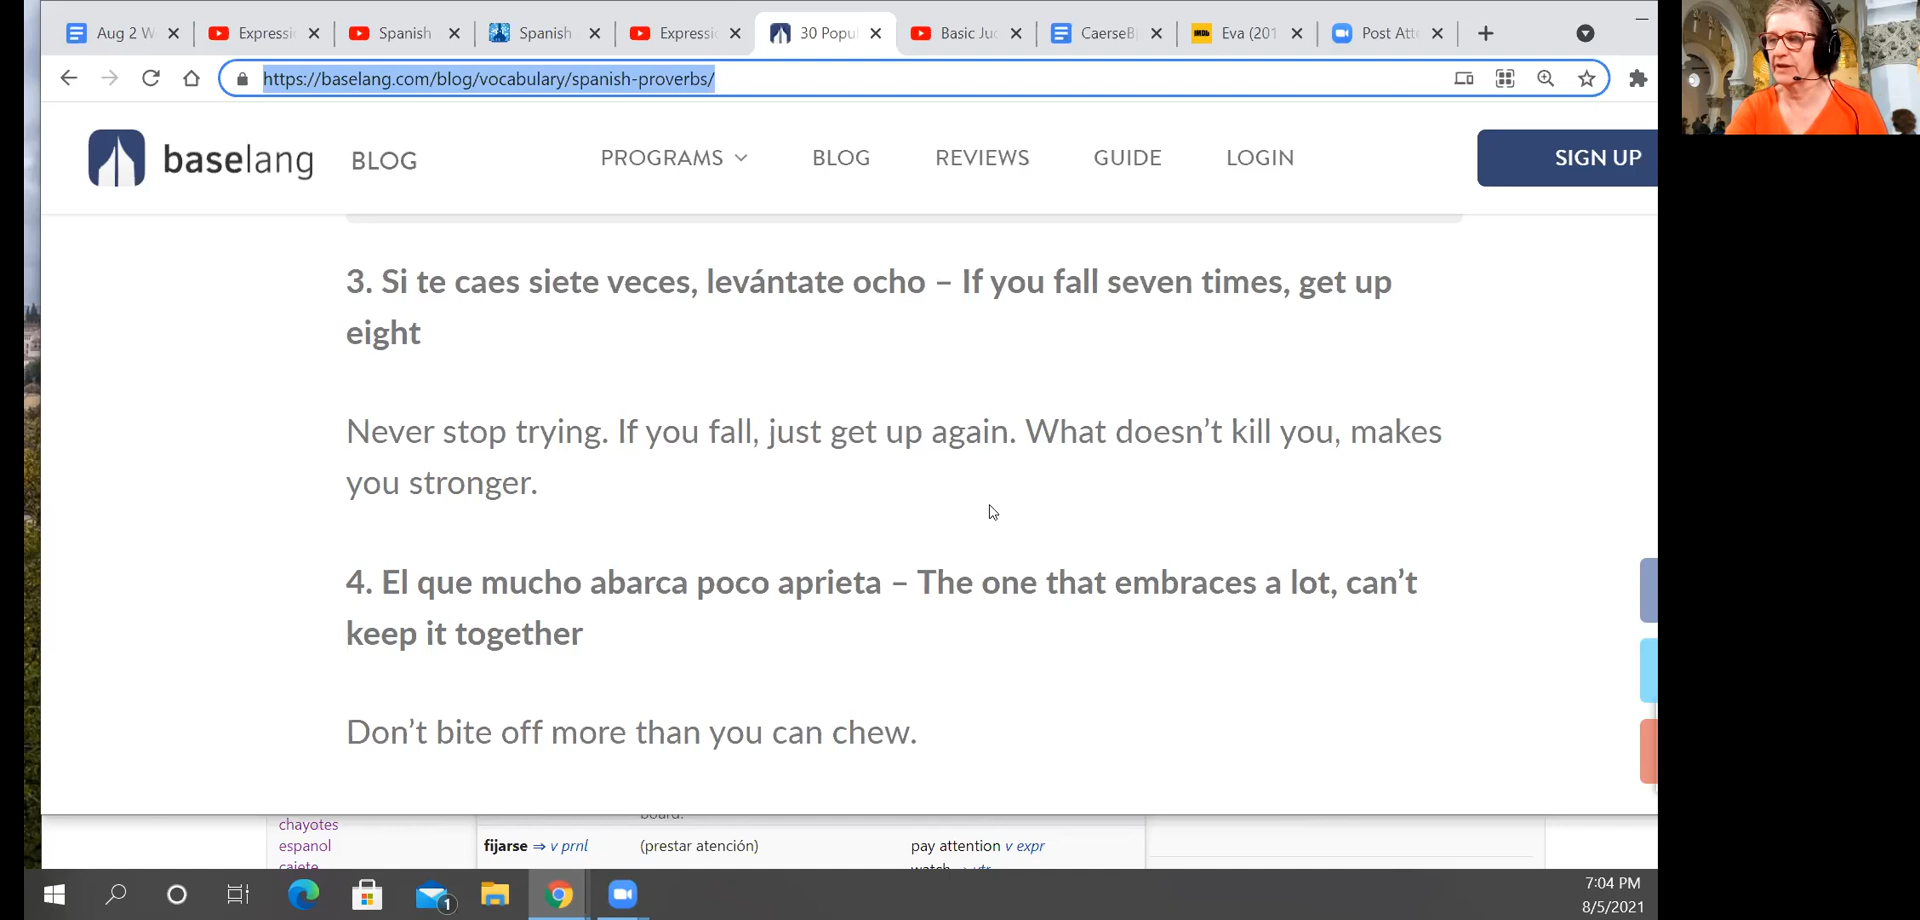 Aug 2 W
Expressi
Spanish
Spanish
Expressi
30 Popul
Basic Ju
CaerseB
Eva (201
Post Att
https://baselang.com/blog/vocabulary/spanish-proverbs/
baselang BLOG
PROGRAMS
BLOG
REVIEWS
GUIDE
LOGIN
SIGN UP
3. Si te caes siete veces, levántate ocho – If you fall seven times, get up
eight
Never stop trying. If you fall, just get up again. What doesn’t kill you, makes
you stronger.
4. El que mucho abarca poco aprieta – The one that embraces a lot, can’t
keep it together
Don’t bite off more than you can chew.
board.
chayotes
espanol
caiete
fijarse ⇒ v prnl (prestar atención) pay attention v expr
watch ⇒ vtr
1
7:04 PM
8/5/2021